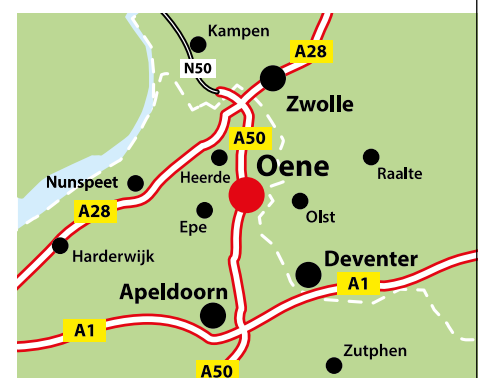 Kampen
A28
N50
Zwolle
A50
Oene
Heerde
Raalte
Nunspeet
Olst
A28
Epe
Harderwijk
Deventer
A1
Apeldoorn
A1
Zutphen
A50